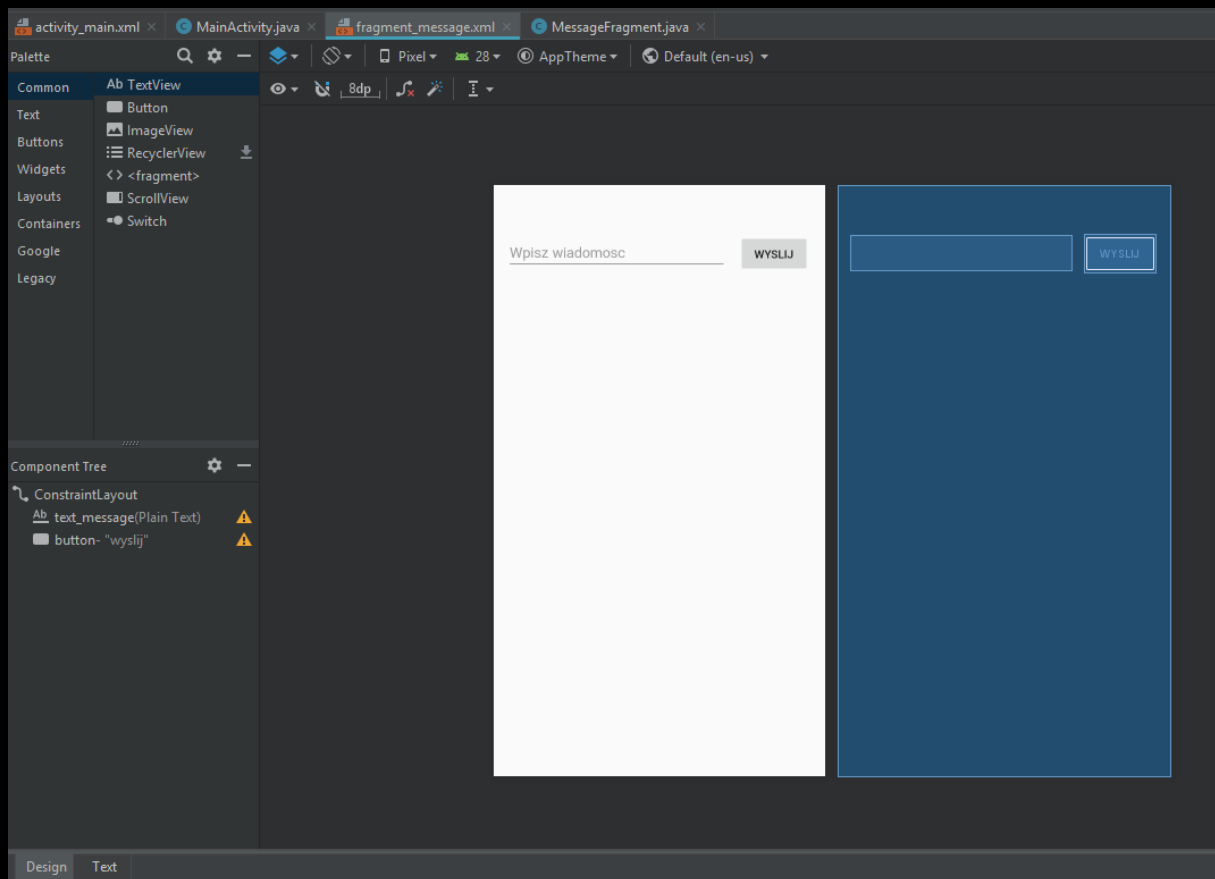 activity_main.xml MainActivity.java fragment_message.xml MessageFragment.java
Palette Pixel 28 AppTheme Default (en-us)
Common Ab TextView 8dp
Button
Text
ImageView
Buttons
RecyclerView
Widgets
<fragment>
Layouts ScrollView
Containers Switch
Google
Legacy
Wpisz wiadomosc WYSLIJ WYSLIJ
Component Tree
ConstraintLayout
Ab text_message(Plain Text)
button- "wyslij"
Design Text